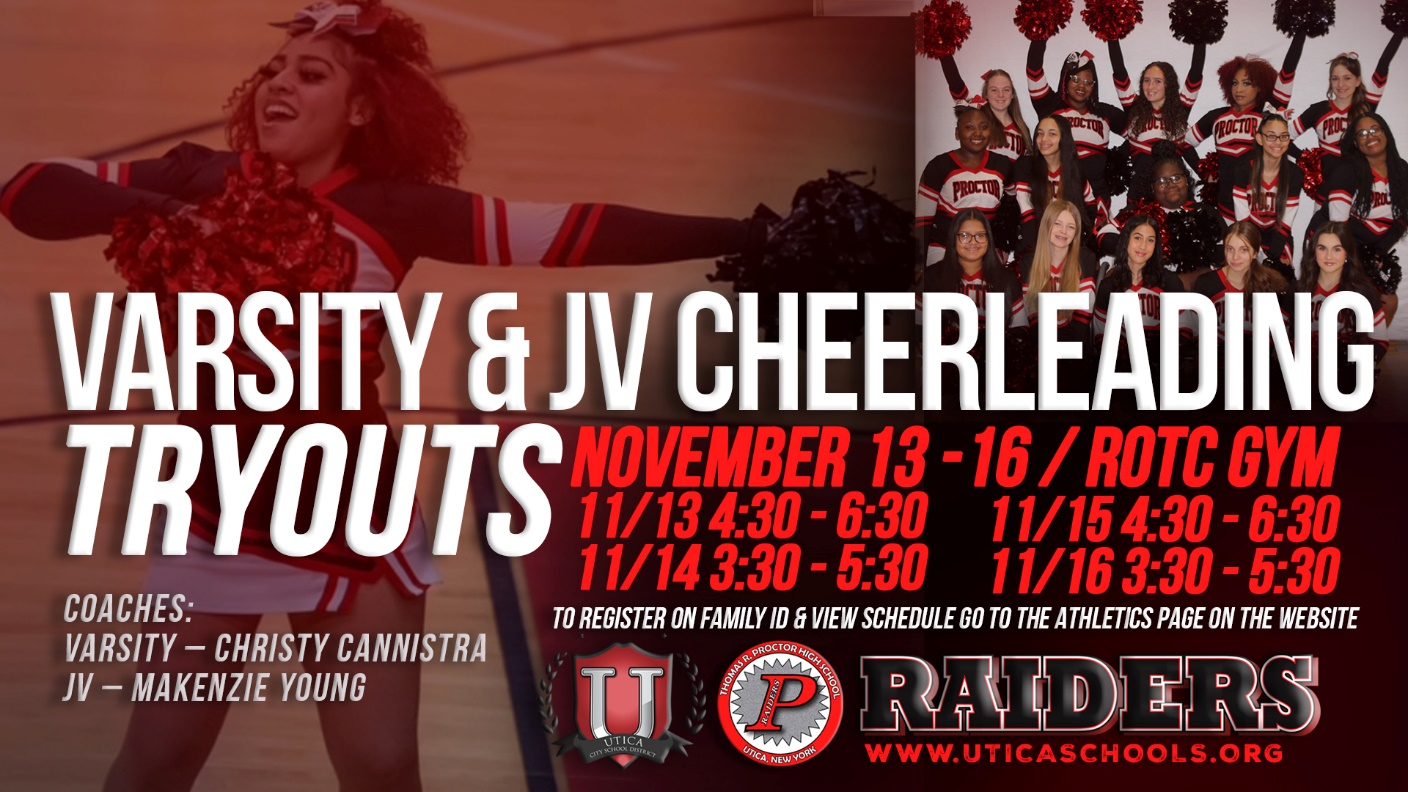 PROCTOR
PROCTOR
PROCTOR
PROCTOR
VARSITY & JV CHEERLEADING
TRYOUTS
NOVEMBER 13 - 16 / ROTC GYM
11/13 4:30 - 6:30
11/14 3:30 - 5:30
11/15 4:30 - 6:30
11/16 3:30 - 5:30
TO REGISTER ON FAMILY ID & VIEW SCHEDULE GO TO THE ATHLETICS PAGE ON THE WEBSITE
COACHES:
VARSITY – CHRISTY CANNISTRA
JV – MAKENZIE YOUNG
U
UTICA
CITY SCHOOL DISTRICT
THOMAS R. PROCTOR HIGH SCHOOL
P
RAIDERS
UTICA, NEW YORK
RAIDERS
WWW.UTICASCHOOLS.ORG